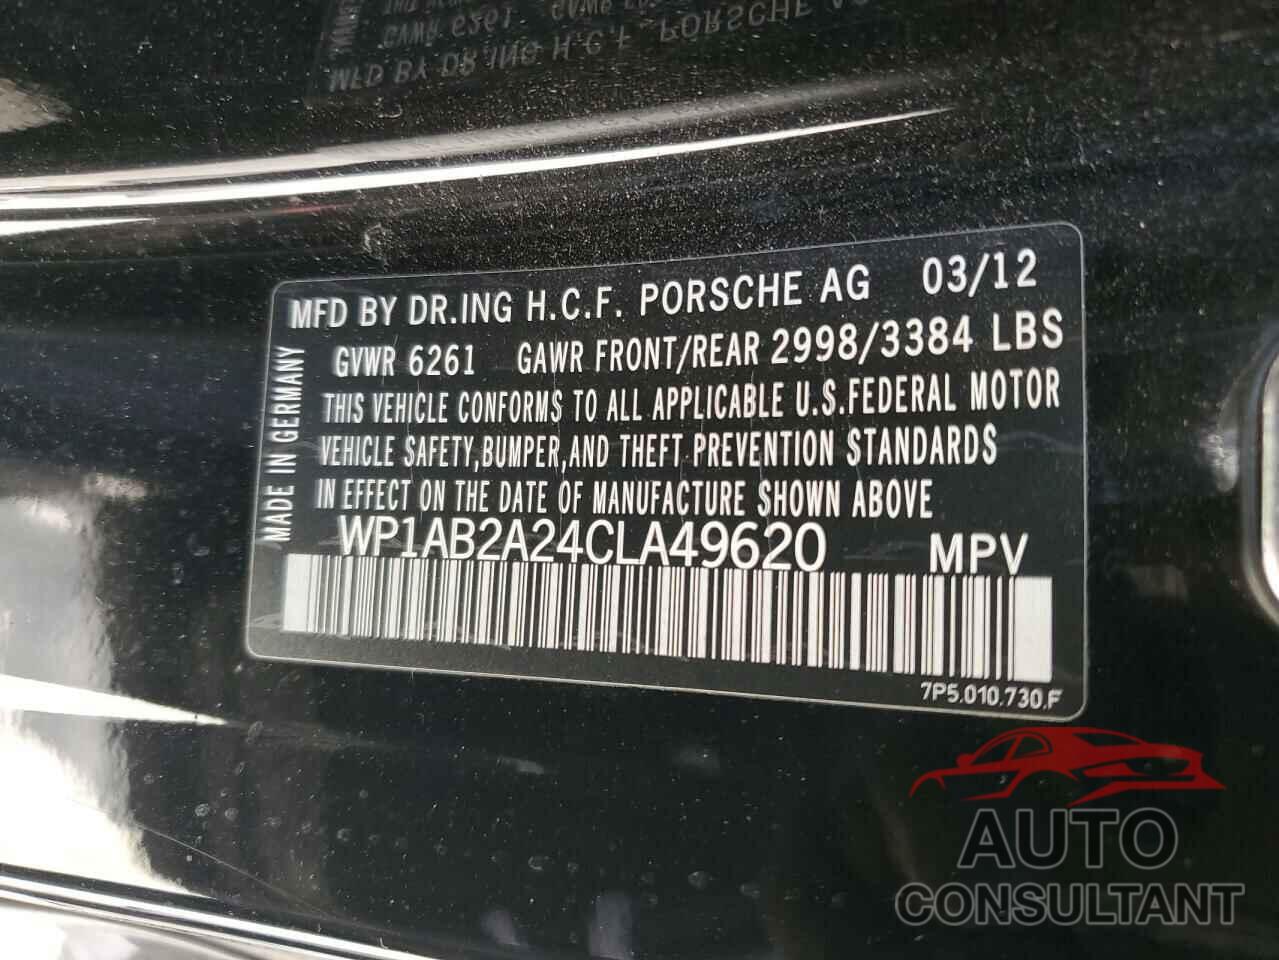 MFD BY DR.ING H.C.F. PORSCHE AG 03/12
GVWR 6261 GAWR FRONT/REAR 2998/3384 LBS
THIS VEHICLE CONFORMS TO ALL APPLICABLE U.S.FEDERAL MOTOR
VEHICLE SAFETY,BUMPER,AND THEFT PREVENTION STANDARDS
IN EFFECT ON THE DATE OF MANUFACTURE SHOWN ABOVE
WP1AB2A24CLA49620 MPV
MADE IN GERMANY
7P5.010.730.F
AUTO
CONSULTANT